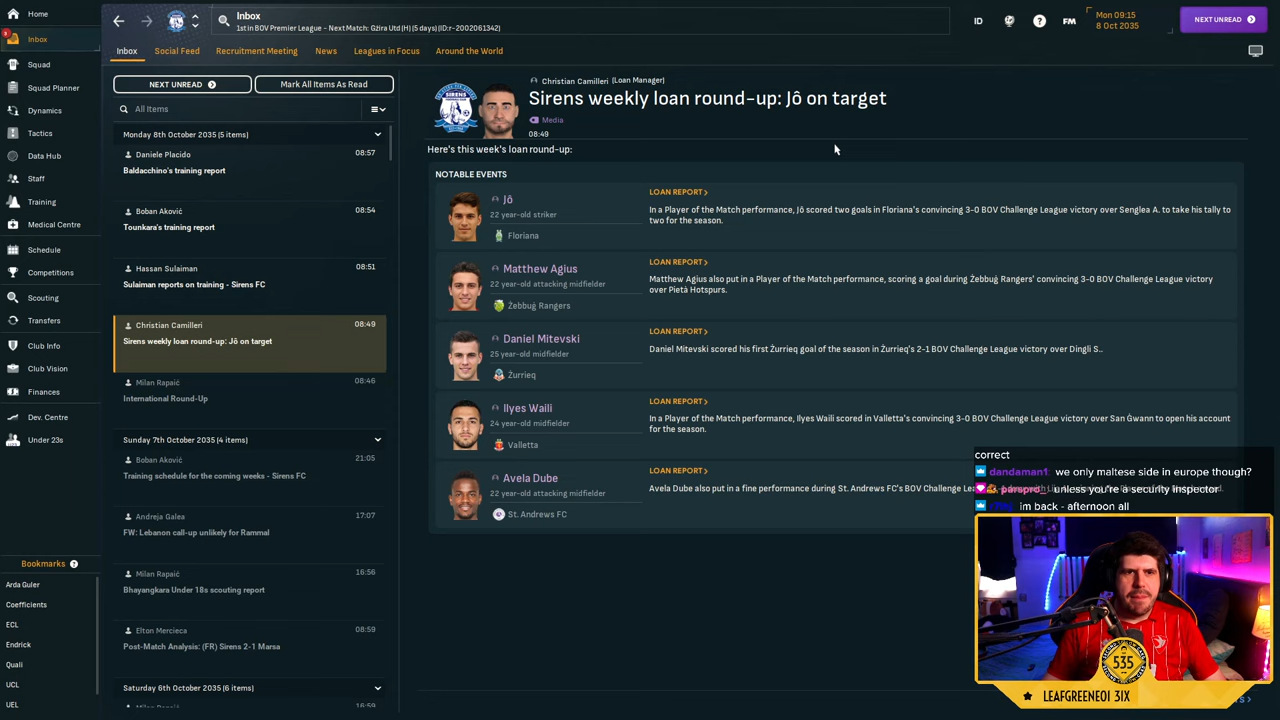 Home
3
Inbox
Squad
Squad Planner
Dynamics
Tactics
Data Hub
Staff
Training
Medical Centre
Schedule
Competitions
Scouting
Transfers
Club Info
Club Vision
Finances
Dev. Centre
Under 23s
Bookmarks ?
Arda Guler
Coefficients
ECL
Endrick
Quali
UCL
UEL
Inbox
1st in BOV Premier League - Next Match: Gżira Utd (H) (5 days) (ID:r-2002061342)
ID
?
FM
Mon 09:15
8 Oct 2035
NEXT UNREAD
Inbox
Social Feed
Recruitment Meeting
News
Leagues in Focus
Around the World
NEXT UNREAD
Mark All Items As Read
All Items
Monday 8th October 2035 (5 items)
Daniele Placido
08:57
Baldacchino's training report
Boban Aković
08:54
Tounkara's training report
Hassan Sulaiman
08:51
Sulaiman reports on training - Sirens FC
Christian Camilleri
08:49
Sirens weekly loan round-up: Jô on target
Milan Rapaić
08:46
International Round-Up
Sunday 7th October 2035 (4 items)
Boban Aković
21:05
Training schedule for the coming weeks - Sirens FC
Andreja Galea
17:07
FW: Lebanon call-up unlikely for Rammal
Milan Rapaić
16:56
Bhayangkara Under 18s scouting report
Elton Mercieca
08:59
Post-Match Analysis: (FR) Sirens 2-1 Marsa
Saturday 6th October 2035 (6 items)
Milan Rapaić
16:59
SIRENS
Christian Camilleri (Loan Manager)
Sirens weekly loan round-up: Jô on target
Media
08:49
Here's this week's loan round-up:
NOTABLE EVENTS
Jô
22 year-old striker
Floriana
LOAN REPORT
In a Player of the Match performance, Jô scored two goals in Floriana's convincing 3-0 BOV Challenge League victory over Senglea A. to take his tally to
two for the season.
Matthew Agius
22 year-old attacking midfielder
Żebbuġ Rangers
LOAN REPORT
Matthew Agius also put in a Player of the Match performance, scoring a goal during Żebbuġ Rangers' convincing 3-0 BOV Challenge League victory
over Pietà Hotspurs.
Daniel Mitevski
25 year-old midfielder
Żurrieq
LOAN REPORT
Daniel Mitevski scored his first Żurrieq goal of the season in Żurrieq's 2-1 BOV Challenge League victory over Dingli S..
Ilyes Waili
24 year-old midfielder
Valletta
LOAN REPORT
In a Player of the Match performance, Ilyes Waili scored in Valletta's convincing 3-0 BOV Challenge League victory over San Ġwann to open his account
for the season.
Avela Dube
22 year-old attacking midfielder
St. Andrews FC
LOAN REPORT
Avela Dube also put in a fine performance during St. Andrews FC's BOV Challenge
correct
dandaman1: we only maltese side in europe though?
unless you're a security inspector
im back - afternoon all
535
LEAFGREENE01 3IX